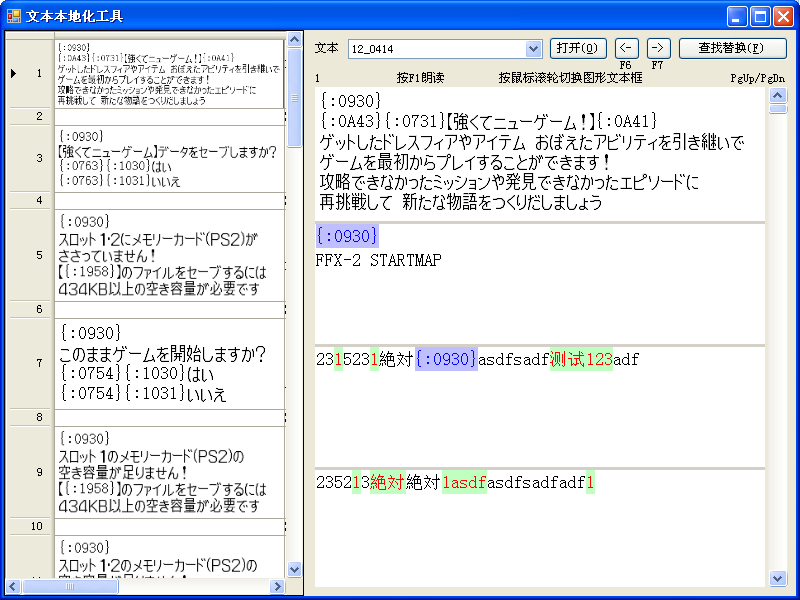 文本本地化工具
1
{:0930}
{:0A43}{:0731}【強くてニューゲーム!】{:0A41}
ゲットしたドレスフィアやアイテム おぼえたアビリティを引き継いで
ゲームを最初からプレイすることができます!
攻略できなかったミッションや発見できなかったエピソードに
再挑戦して 新たな物語をつくりだしましょう
2
3
{:0930}
【強くてニューゲーム】データをセーブしますか?
{:0763}{:1030}はい
{:0763}{:1031}いいえ
4
5
{:0930}
スロット1・2にメモリーカード(PS2)が
ささっていません!
【{:1958}】のファイルをセーブするには
434KB以上の空き容量が必要です
6
7
{:0930}
このままゲームを開始しますか?
{:0754}{:1030}はい
{:0754}{:1031}いいえ
8
9
{:0930}
スロット1のメモリーカード(PS2)の
空き容量が足りません!
【{:1958}】のファイルをセーブするには
434KB以上の空き容量が必要です
10
{:0930}
スロット1・2のメモリーカード(PS2)の
文本 12_0414 打开(O) <- -> 查找替换(F)
F6 F7
1 按F1朗读 按鼠标滚轮切换图形文本框 PgUp/PgDn
{:0930}
{:0A43}{:0731}【強くてニューゲーム!】{:0A41}
ゲットしたドレスフィアやアイテム おぼえたアビリティを引き継いで
ゲームを最初からプレイすることができます!
攻略できなかったミッションや発見できなかったエピソードに
再挑戦して 新たな物語をつくりだしましょう
{:0930}
FFX-2 STARTMAP
2315231絶対{:0930}asdfsadf测试123adf
235213絶対絶対1asdfasdfsadfadf1